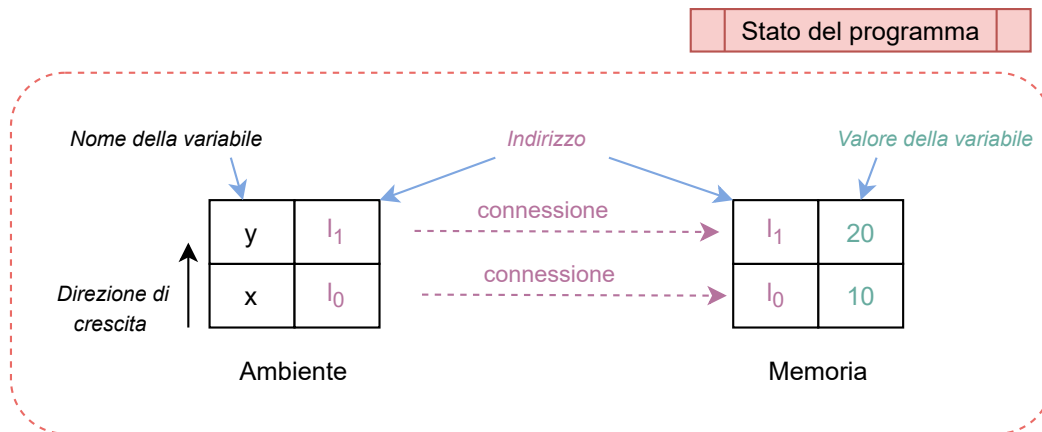 Stato del programma
Nome della variabile
Indirizzo
Valore della variabile
connessione
y
l1
l1
20
connessione
x
l0
l0
10
Direzione di
crescita
Ambiente
Memoria